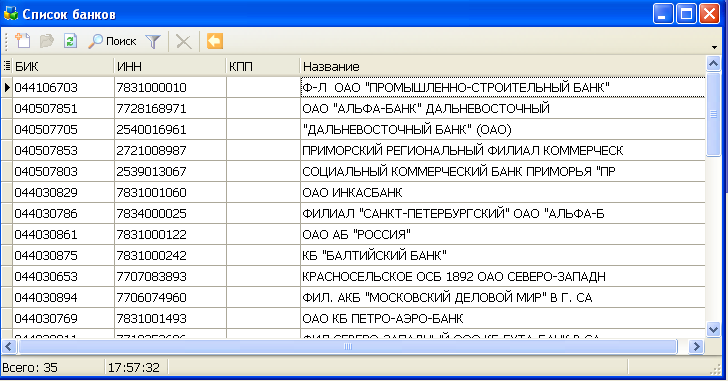 Список банков
Поиск
БИК ИНН КПП Название
044106703 7831000010 Ф-Л ОАО "ПРОМЫШЛЕННО-СТРОИТЕЛЬНЫЙ БАНК"
040507851 7728168971 ОАО "АЛЬФА-БАНК" ДАЛЬНЕВОСТОЧНЫЙ
040507705 2540016961 "ДАЛЬНЕВОСТОЧНЫЙ БАНК" (ОАО)
040507853 2721008987 ПРИМОРСКИЙ РЕГИОНАЛЬНЫЙ ФИЛИАЛ КОММЕРЧЕСК
040507803 2539013067 СОЦИАЛЬНЫЙ КОММЕРЧЕСКИЙ БАНК ПРИМОРЬЯ "ПР
044030829 7831001060 ОАО ИНКАСБАНК
044030786 7834000025 ФИЛИАЛ "САНКТ-ПЕТЕРБУРГСКИЙ" ОАО "АЛЬФА-Б
044030861 7831000122 ОАО АБ "РОССИЯ"
044030875 7831000242 КБ "БАЛТИЙСКИЙ БАНК"
044030653 7707083893 КРАСНОСЕЛЬСКОЕ ОСБ 1892 ОАО СЕВЕРО-ЗАПАДН
044030894 7706074960 ФИЛ. АКБ "МОСКОВСКИЙ ДЕЛОВОЙ МИР" В Г. СА
044030769 7831001493 ОАО КБ ПЕТРО-АЭРО-БАНК
Всего: 35 17:57:32